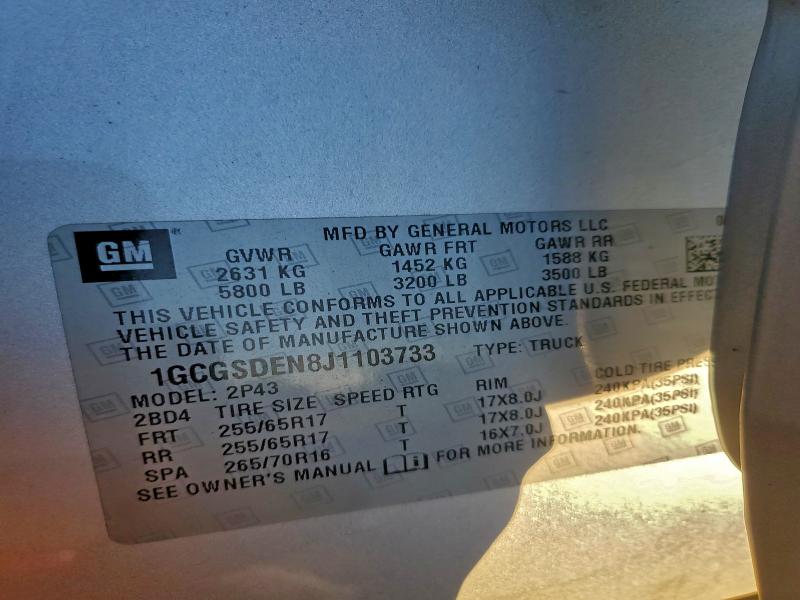 GM
MFD BY GENERAL MOTORS LLC
GVWR GAWR FRT GAWR RR
2631 KG 1452 KG 1588 KG
5800 LB 3200 LB 3500 LB
THIS VEHICLE CONFORMS TO ALL APPLICABLE U.S. FEDERAL
VEHICLE SAFETY AND THEFT PREVENTION STANDARDS IN EFFEC
THE DATE OF MANUFACTURE SHOWN ABOVE.
1GCGSDEN8J1103733 TYPE: TRUCK
MODEL: 2P43
2BD4 TIRE SIZE SPEED RTG RIM COLD TIRE PRES
FRT 255/65R17 T 17X8.0J 240KPA(35PSI)
RR 255/65R17 T 17X8.0J 240KPA(35PSI)
SPA 265/70R16 T 16X7.0J 240KPA(35PSI)
SEE OWNER'S MANUAL FOR MORE INFORMATION.